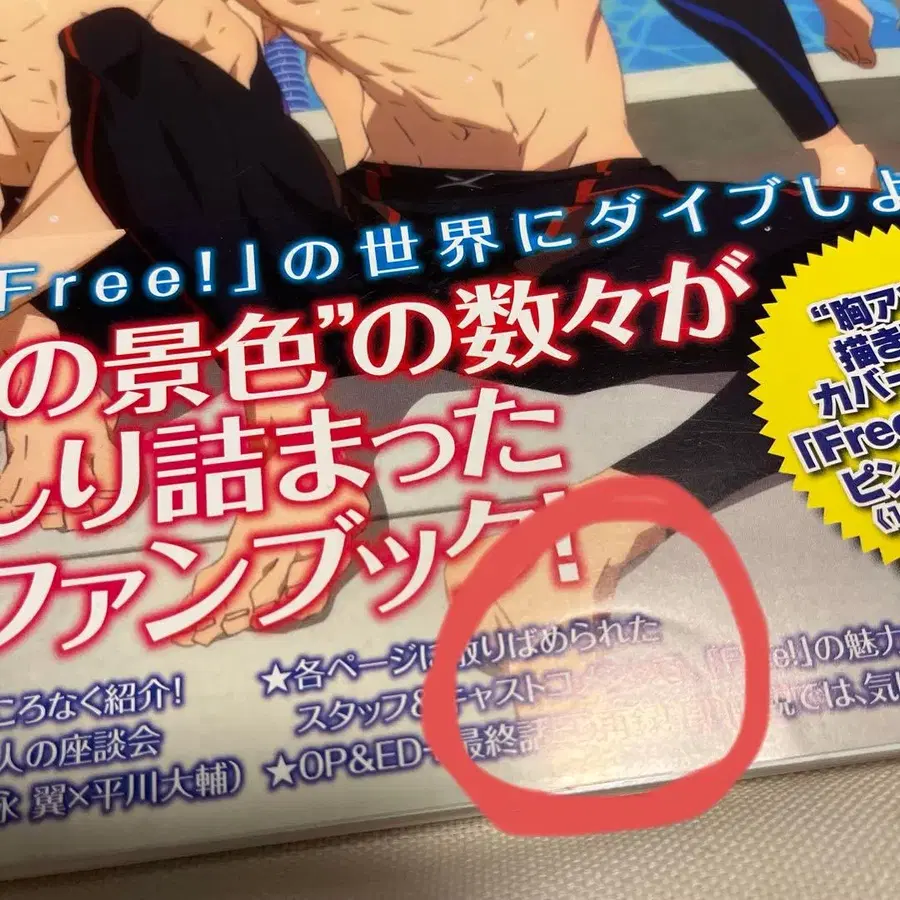 Free!」の世界にダイブしよ
の景色”の数々が
しり詰まった
ファンブック!
“胸ア
描き
カバー
「Free
ピン
ころなく紹介!
人の座談会
永 翼×平川大輔)
★各ページに散りばめられた
スタッフ&キャストコ
★OP&ED
最終話
「Free!」の魅力
では、気